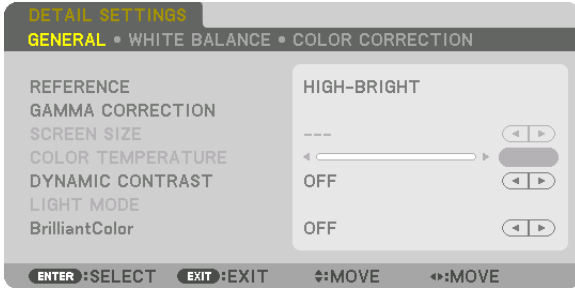 DETAIL SETTINGS
GENERAL • WHITE BALANCE • COLOR CORRECTION
REFERENCE HIGH-BRIGHT
GAMMA CORRECTION
SCREEN SIZE ---
COLOR TEMPERATURE
DYNAMIC CONTRAST OFF
LIGHT MODE
BrilliantColor OFF
ENTER :SELECT EXIT :EXIT :MOVE :MOVE